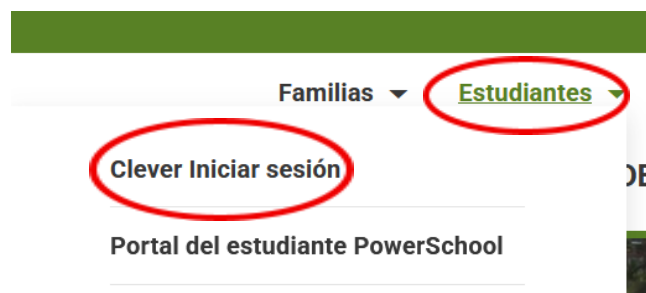 Familias Estudiantes
Clever Iniciar sesión
Portal del estudiante PowerSchool